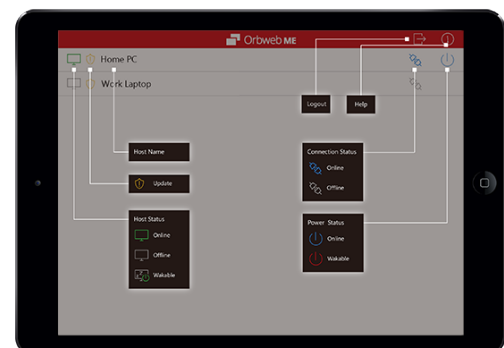 Orbweb ME
Home PC
Work Laptop
Logout
Help
Host Name
Update
Host Status
Online
Offline
Wakable
Connection Status
Online
Offline
Power Status
Online
Wakable